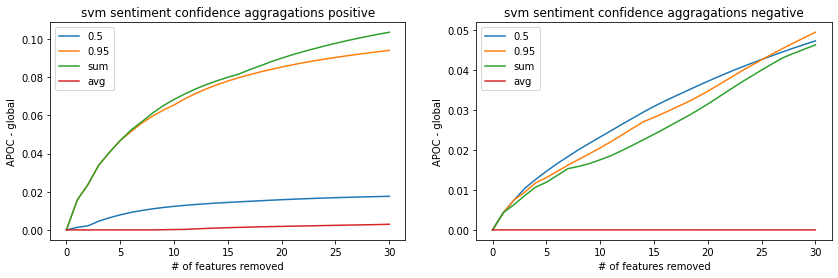 svm sentiment confidence aggragations positive
0.10
0.08
0.06
0.04
0.02
0.00
APOC - global
0.5
0.95
sum
avg
0 5 10 15 20 25 30
# of features removed
svm sentiment confidence aggragations negative
0.05
0.04
0.03
0.02
0.01
0.00
APOC - global
0.5
0.95
sum
avg
0 5 10 15 20 25 30
# of features removed